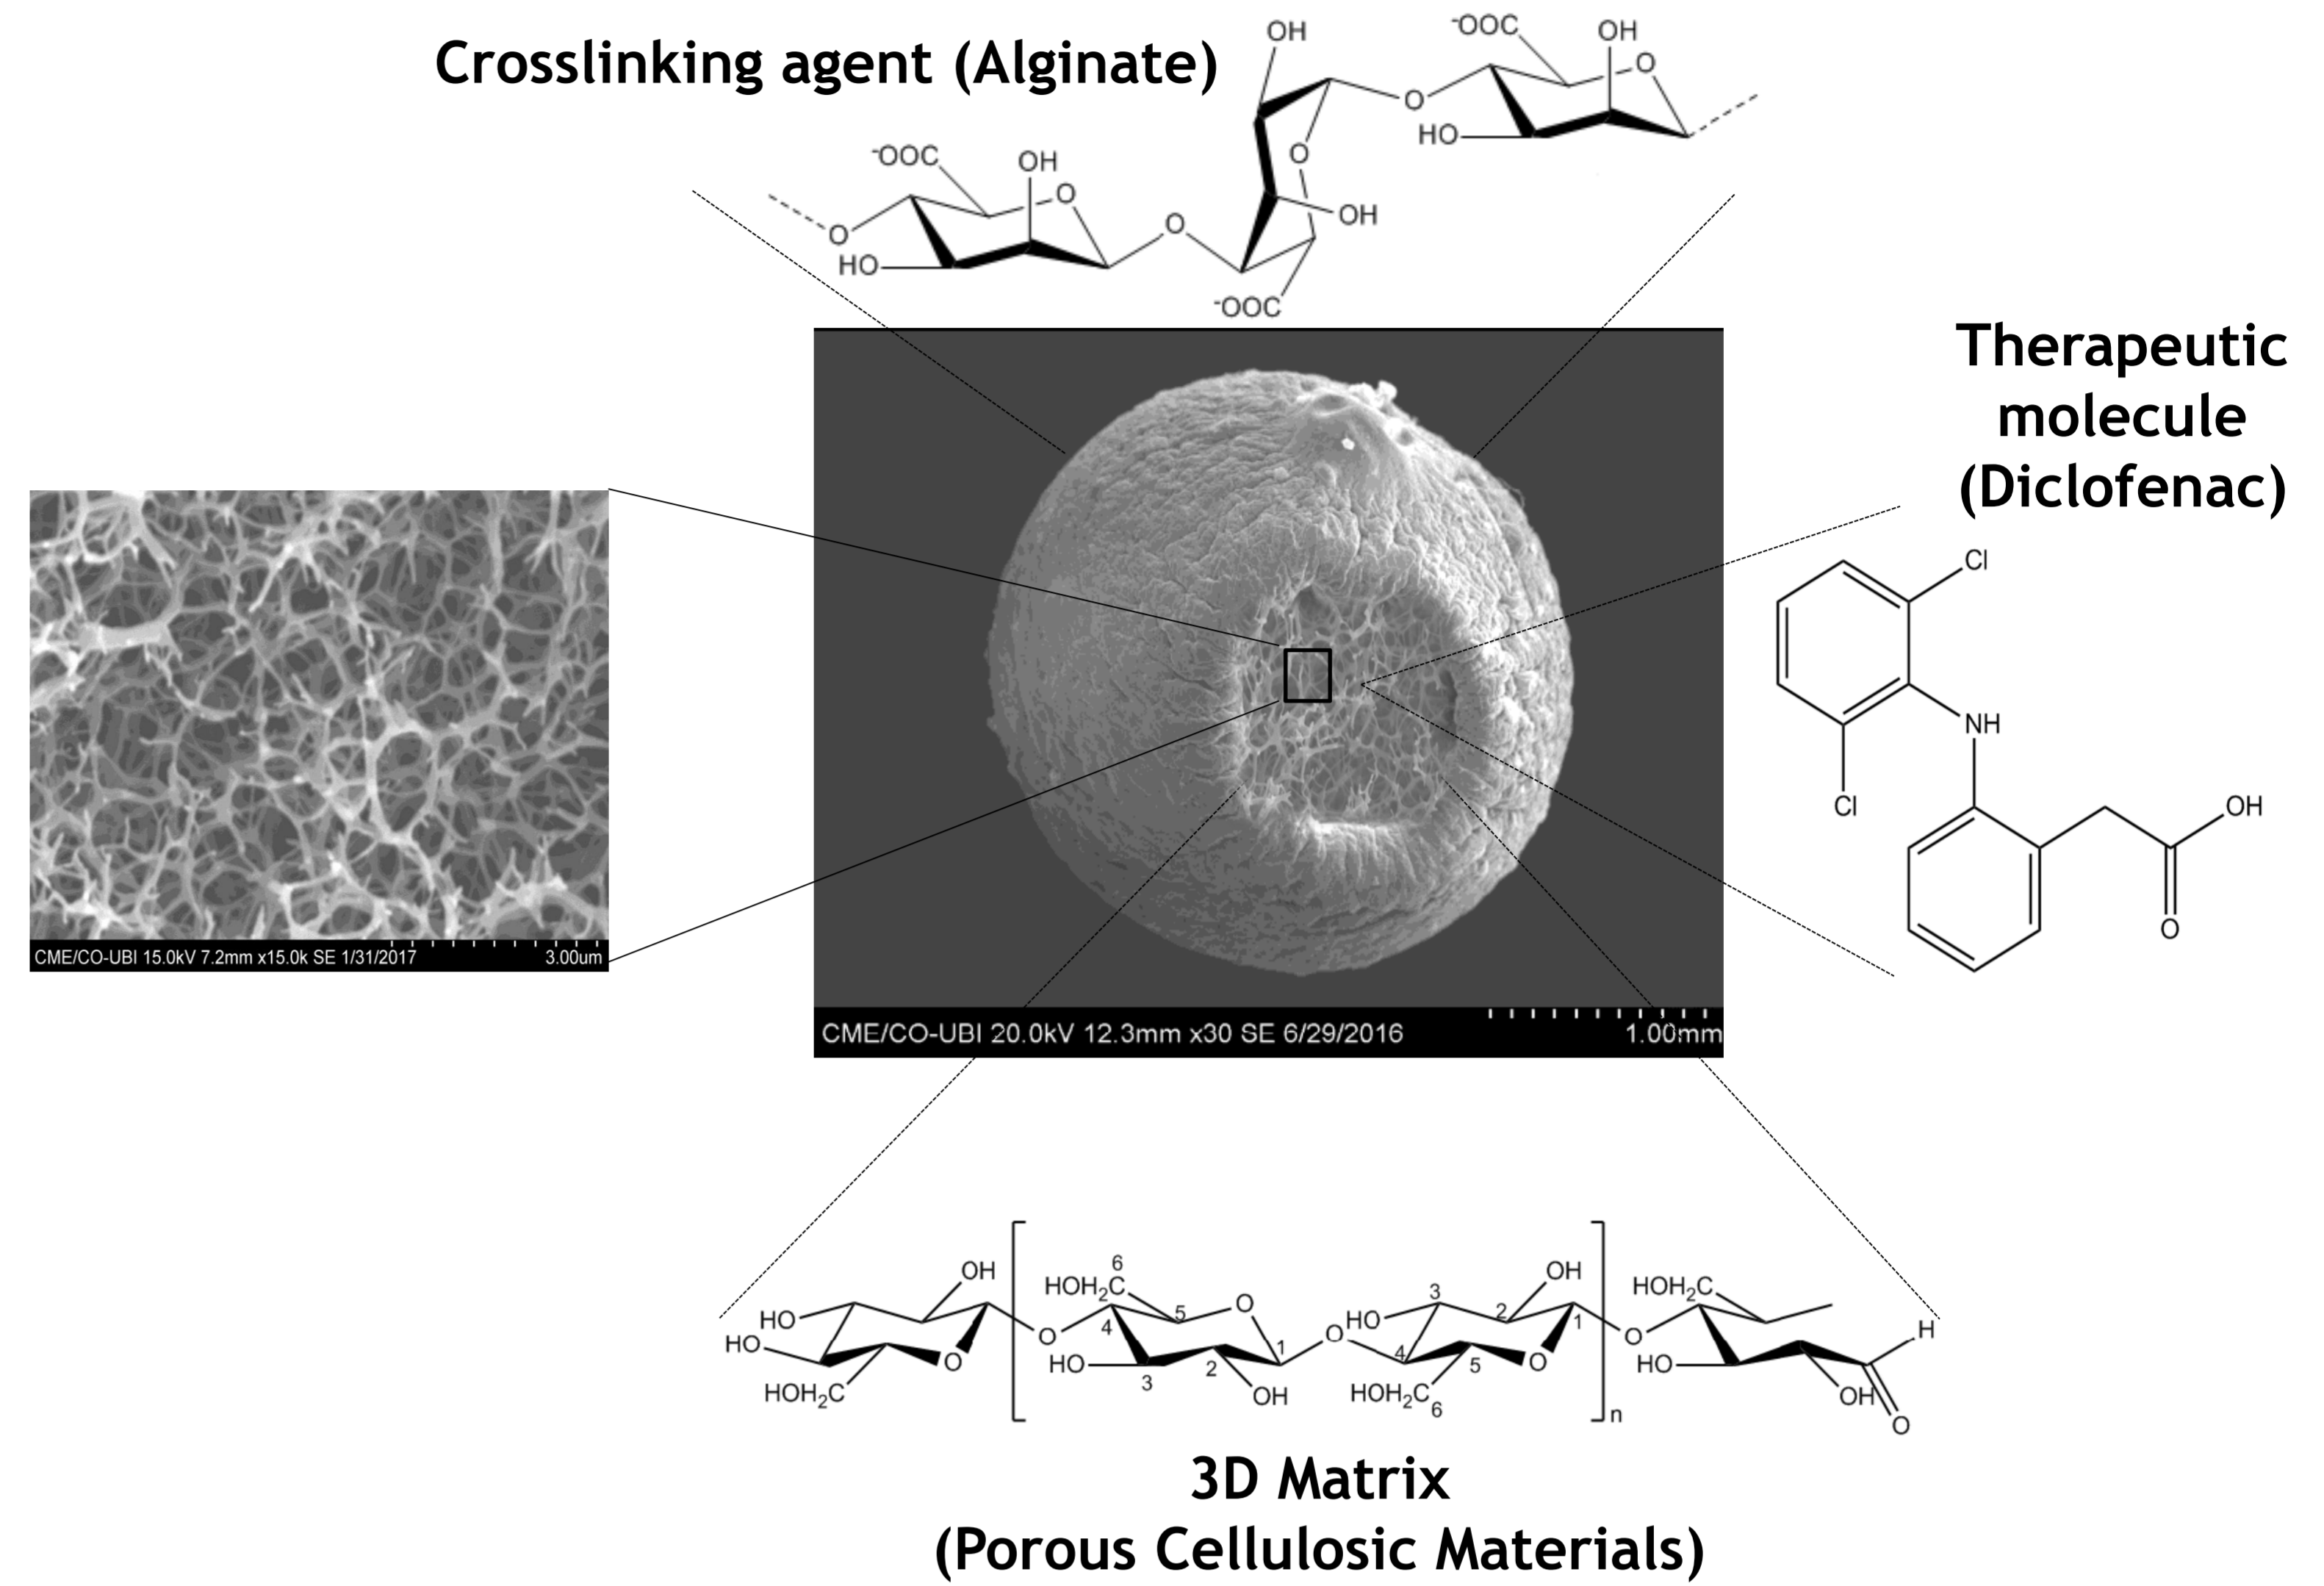 Crosslinking agent (Alginate)
OH
-OOC
OH
O
O
HO
-OOC
OH
O
O
OH
O
O
HO
-OOC
Therapeutic
molecule
(Diclofenac)
Cl
NH
Cl
OH
O
CME/CO-UBI 15.0kV 7.2mm x15.0k SE 1/31/2017
3.00um
CME/CO-UBI 20.0kV 12.3mm x30 SE 6/29/2016
1.00mm
OH
HO
HO
O
HOH2C
O
6
HOH2C
5
O
4
1
HO
3
2
OH
O
3
OH
HO
2
1
4
5
O
HOH2C
6
n
O
HOH2C
H
HO
OH
O
3D Matrix
(Porous Cellulosic Materials)